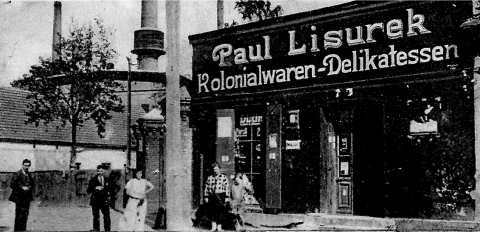 Paul Lisurek
Kolonialwaren-Delikatessen